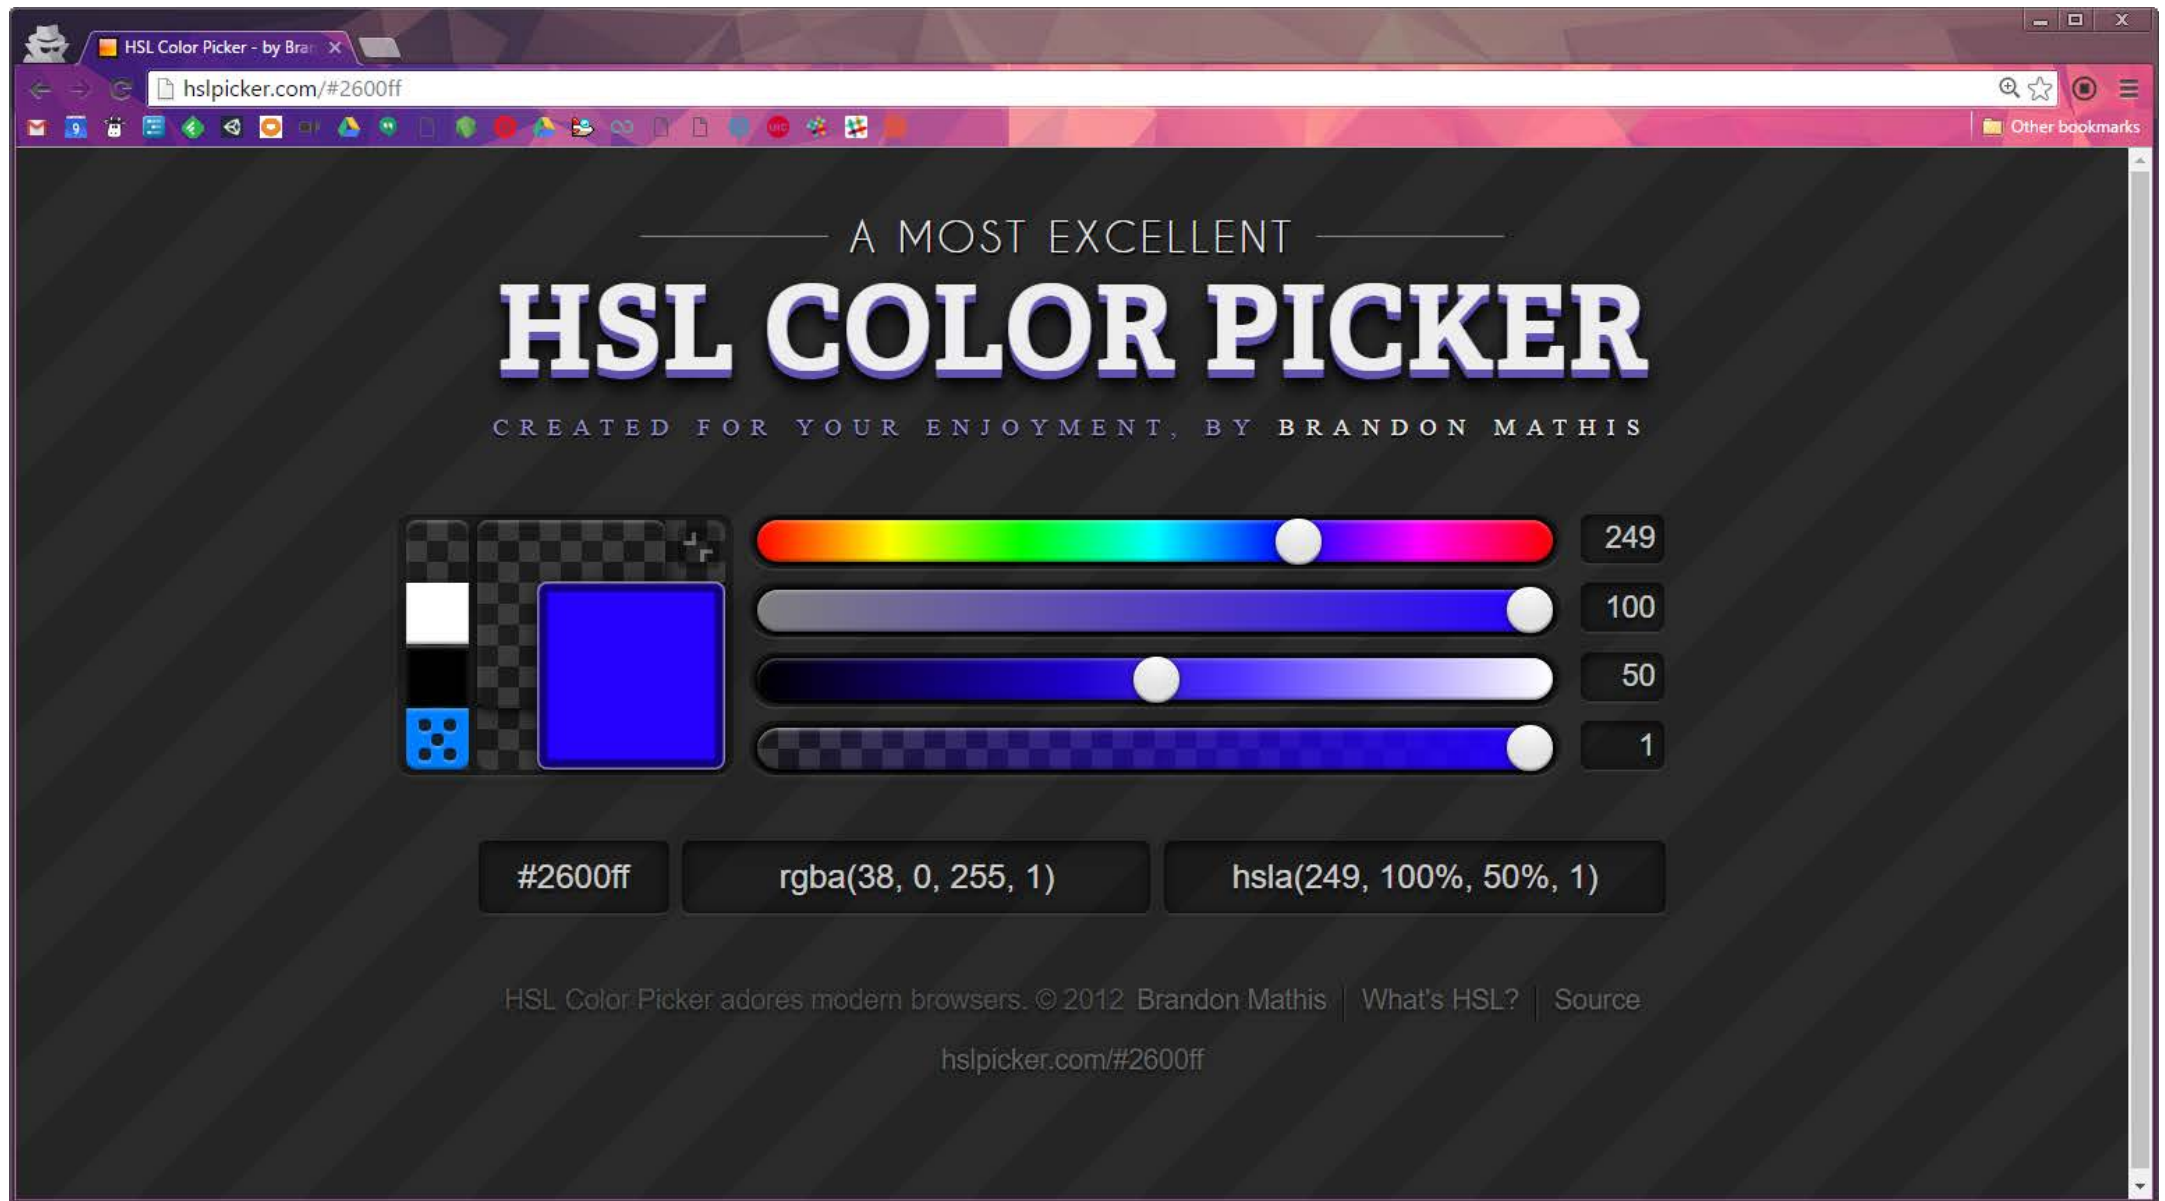 HSL Color Picker - by Bran
hslpicker.com/#2600ff
9
Other bookmarks
A MOST EXCELLENT
HSL COLOR PICKER
CREATED FOR YOUR ENJOYMENT, BY BRANDON MATHIS
249
100
50
1
#2600ff
rgba(38, 0, 255, 1)
hsla(249, 100%, 50%, 1)
HSL Color Picker adores modern browsers. © 2012 Brandon Mathis | What's HSL? | Source
hslpicker.com/#2600ff